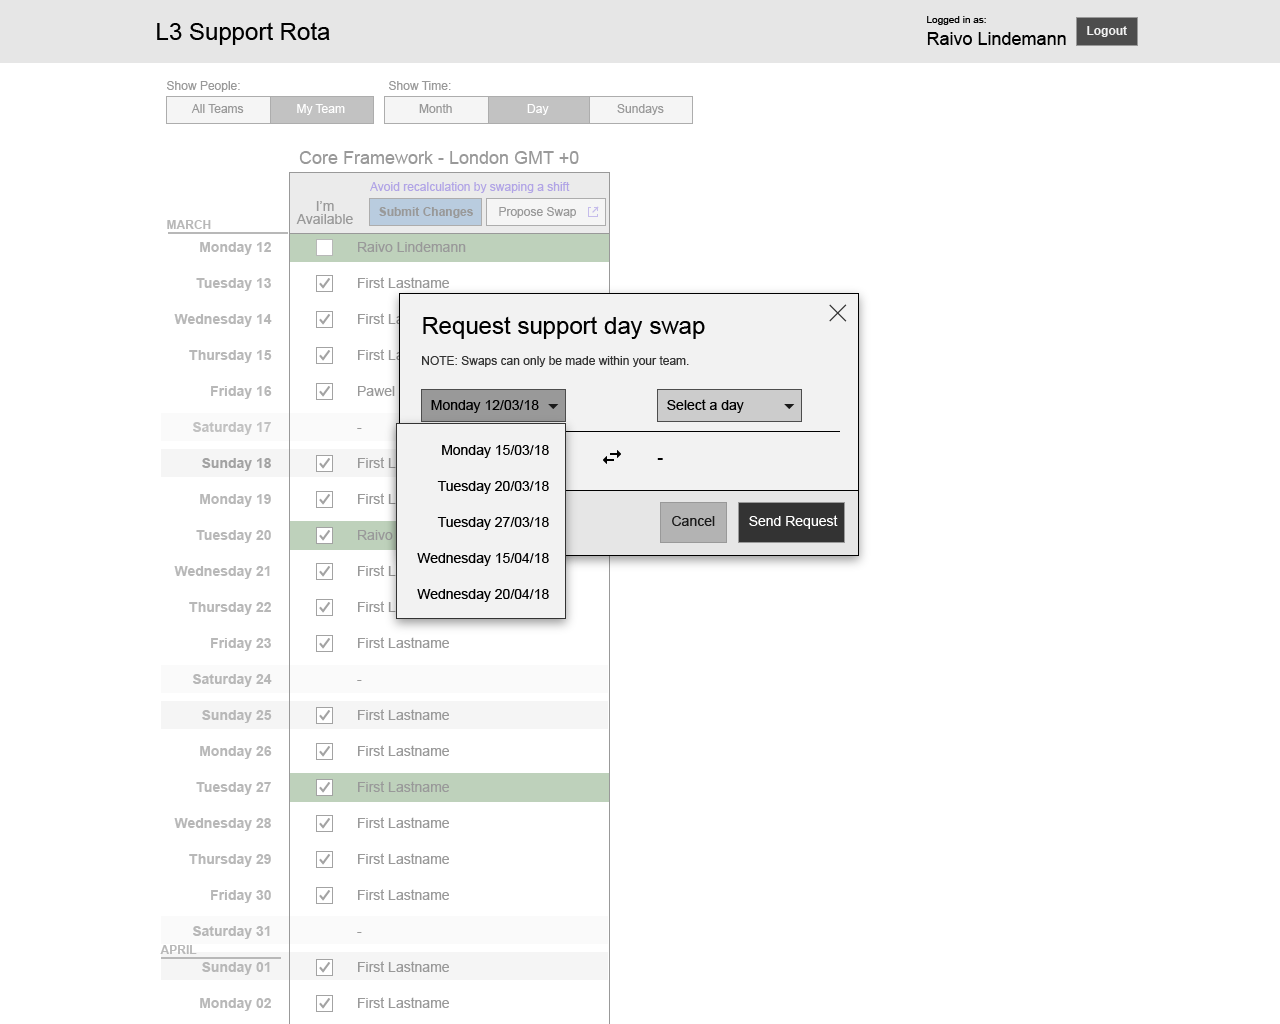 L3 Support Rota
Logged in as:
Raivo Lindemann
Logout
Show People:
All Teams
My Team
Show Time:
Month
Day
Sundays
Core Framework - London GMT +0
Avoid recalculation by swaping a shift
I'm
Available
Submit Changes
Propose Swap
MARCH
Monday 12
Raivo Lindemann
Tuesday 13
First Lastname
Wednesday 14
First La
Thursday 15
First La
Friday 16
Pawel
Saturday 17
-
Sunday 18
First L
Monday 19
First L
Tuesday 20
Raivo
Wednesday 21
First L
Thursday 22
First L
Friday 23
First Lastname
Saturday 24
-
Sunday 25
First Lastname
Monday 26
First Lastname
Tuesday 27
First Lastname
Wednesday 28
First Lastname
Thursday 29
First Lastname
Friday 30
First Lastname
Saturday 31
-
APRIL
Sunday 01
First Lastname
Monday 02
First Lastname
Request support day swap
NOTE: Swaps can only be made within your team.
Monday 12/03/18
Select a day
-
Monday 15/03/18
Tuesday 20/03/18
Tuesday 27/03/18
Wednesday 15/04/18
Wednesday 20/04/18
Cancel
Send Request